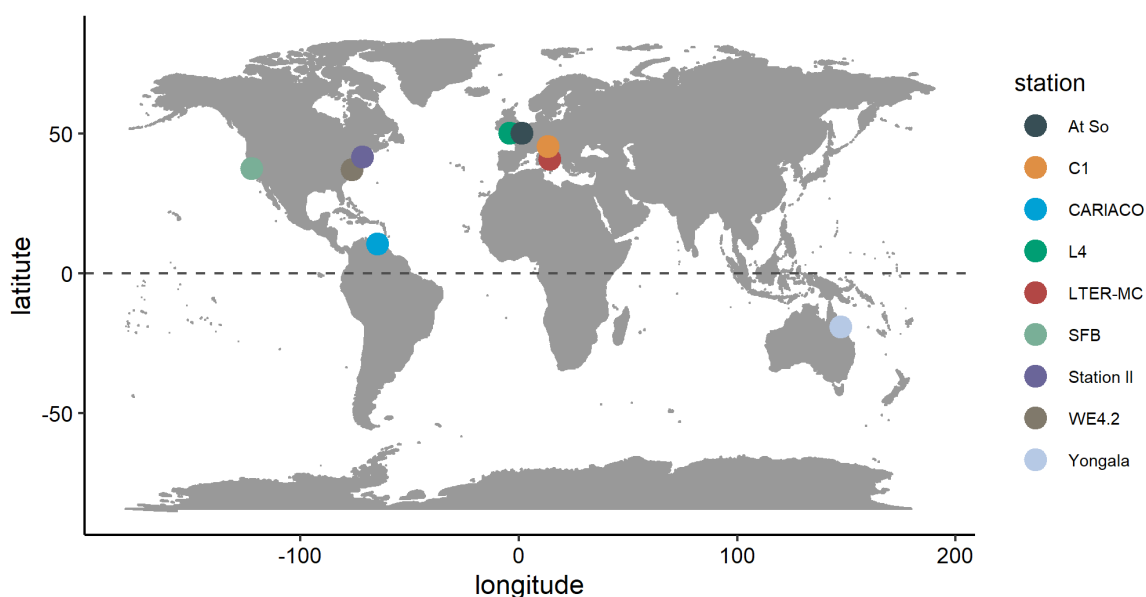 station
At So
C1
CARIACO
L4
LTER-MC
SFB
Station II
WE4.2
Yongala
latitute
50
0
-50
-100
0
100
200
longitude